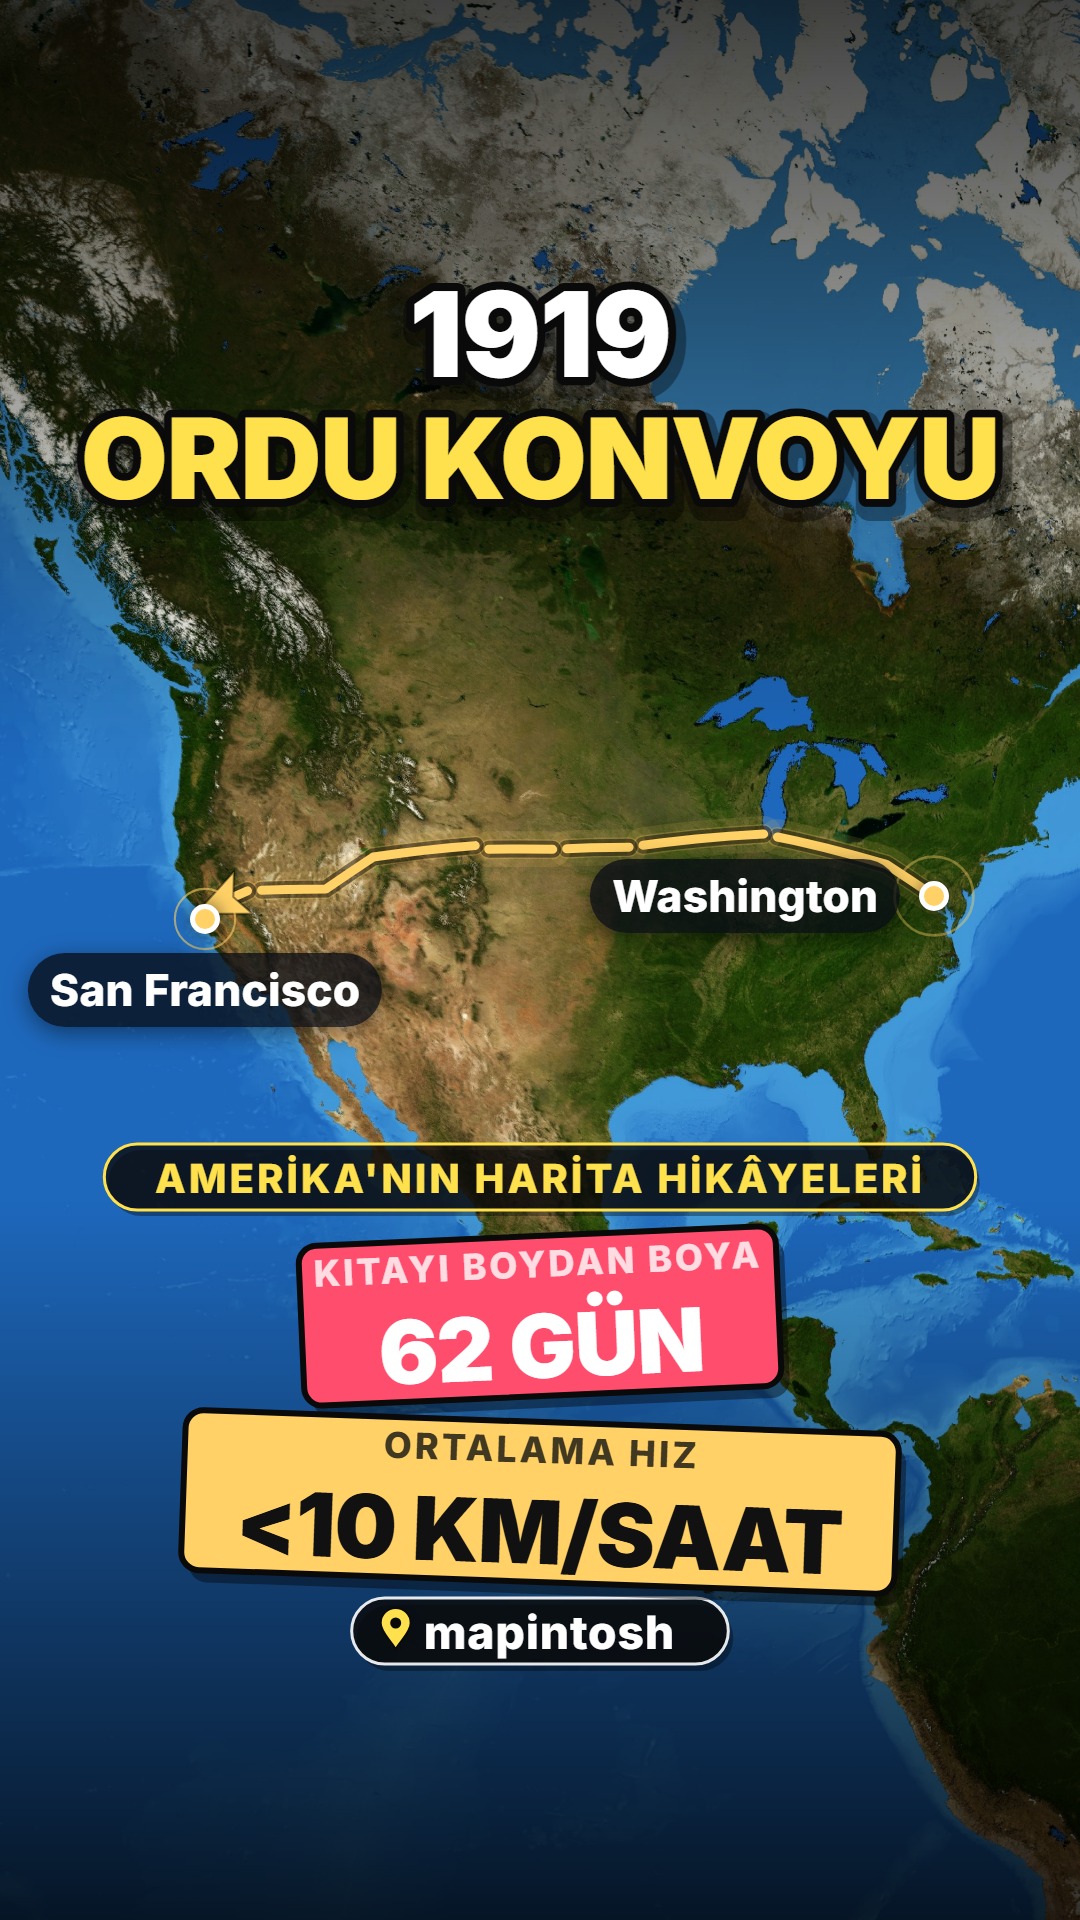 1919
ORDU KONVOYU
Washington
San Francisco
AMERİKA'NIN HARİTA HİKÂYELERİ
KITAYI BOYDAN BOYA
62 GÜN
ORTALAMA HIZ
<10 KM/SAAT
mapintosh